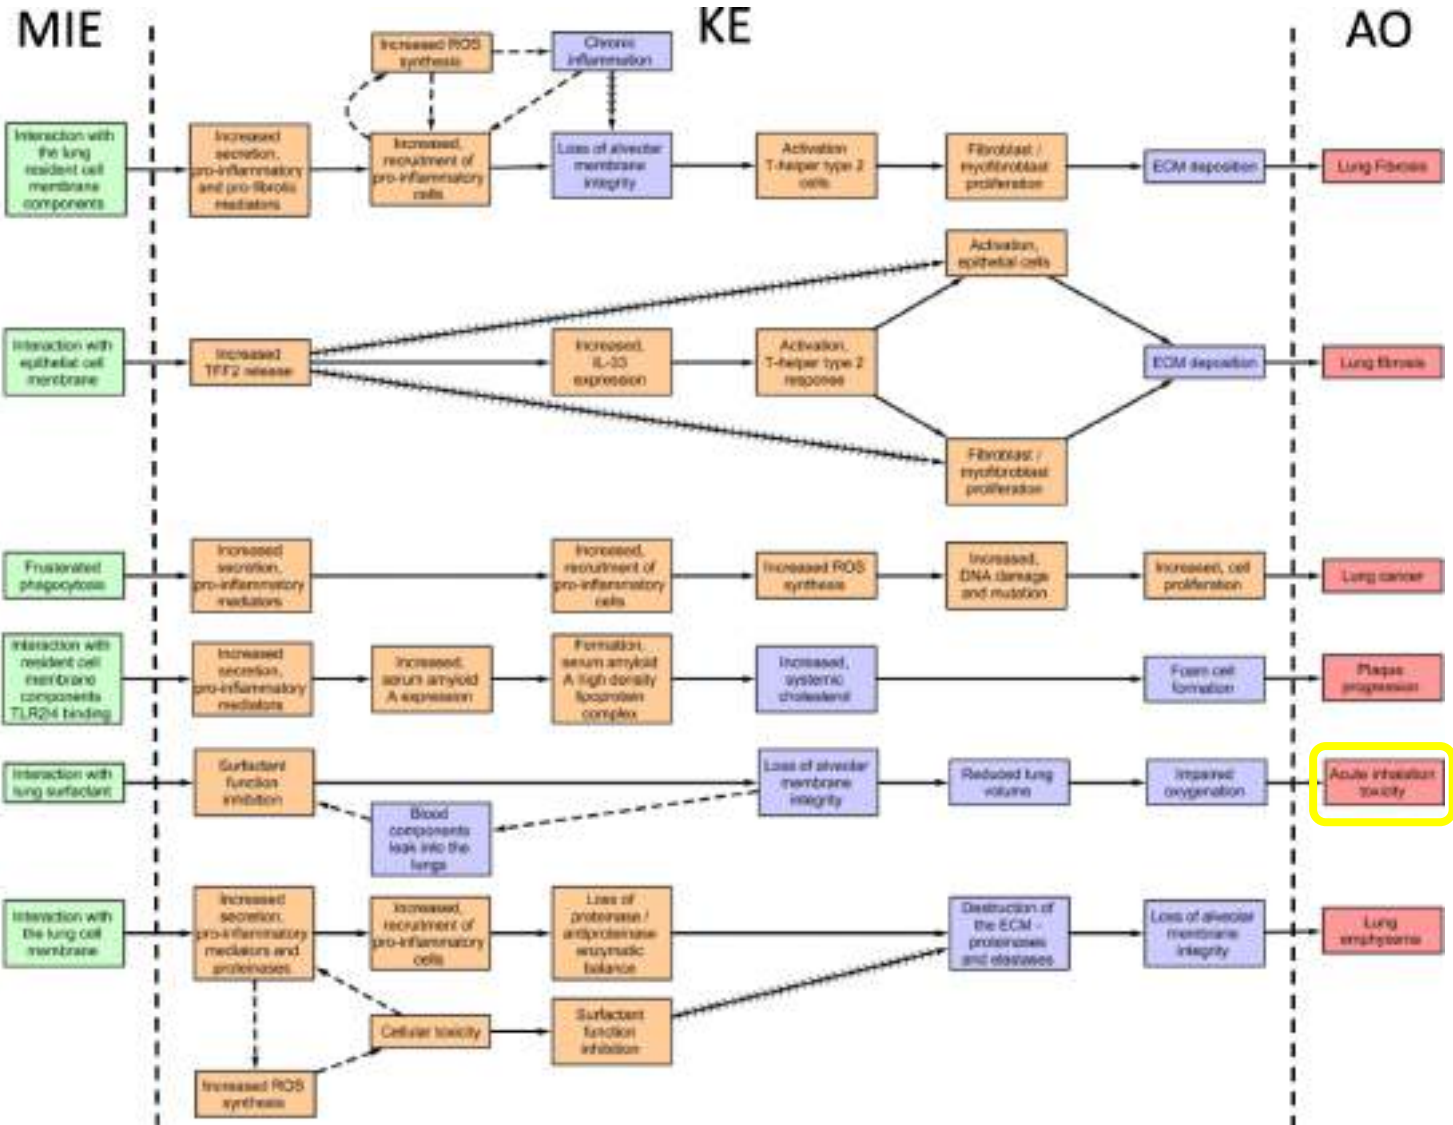 MIE
KE
AO
Increased ROS
synthesis
Chronic
inflammation
Interaction with
the lung
resident cell
membrane
components
Increased
secretion,
pro-inflammatory
and pro-fibrotic
mediators
Increased,
recruitment of
pro-inflammatory
cells
Loss of alveolar
membrane
integrity
Activation
T-helper type 2
cells
Fibroblast /
myofibroblast
proliferation
ECM deposition
Lung Fibrosis
Activation,
epithelial cells
Interaction with
epithelial cell
membrane
Increased
TFF2 release
Increased,
IL-33
expression
Activation,
T-helper type 2
response
ECM deposition
Lung fibrosis
Fibroblast /
myofibroblast
proliferation
Frusterated
phagocytosis
Increased
secretion,
pro-inflammatory
mediators
Increased,
recruitment of
pro-inflammatory
cells
Increased ROS
synthesis
Increased,
DNA damage
and mutation
Increased, cell
proliferation
Lung cancer
Interaction with
resident cell
membrane
components
TLR2/4 binding
Increased
secretion,
pro-inflammatory
mediators
Increased,
serum amyloid
A expression
Formation,
serum amyloid
A high density
lipoprotein
complex
Increased,
systemic
cholesterol
Foam cell
formation
Plaque
progression
Interaction with
lung surfactant
Surfactant
function
inhibition
Blood
components
leak into the
lungs
Loss of alveolar
membrane
integrity
Reduced lung
volume
Impaired
oxygenation
Acute inhalation
toxicity
Interaction with
the lung cell
membrane
Increased
secretion,
pro-inflammatory
mediators and
proteinases
Increased,
recruitment of
pro-inflammatory
cells
Loss of
proteinase /
antiproteinase
enzymatic
balance
Destruction of
the ECM -
proteinases
and elastases
Loss of alveolar
membrane
integrity
Lung
emphysema
Cellular toxicity
Surfactant
function
inhibition
Increased ROS
synthesis